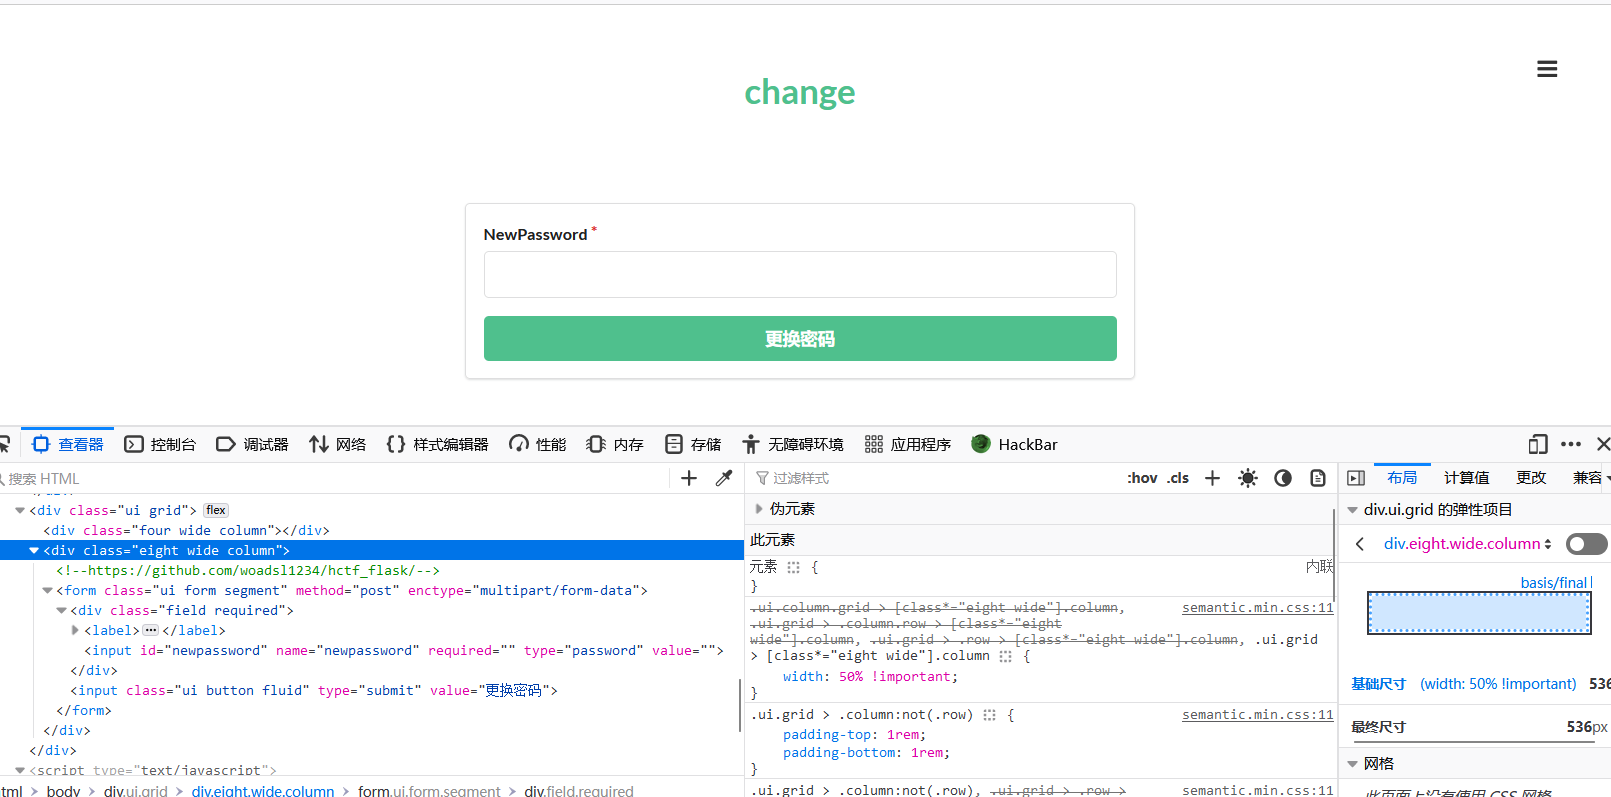 change
NewPassword *
更换密码
查看器 控制台 调试器 网络 样式编辑器 性能 内存 存储 无障碍环境 应用程序 HackBar
搜索 HTML
<div class="ui grid"> flex
<div class="four wide column"></div>
<div class="eight wide column">
<!--https://github.com/woadsl1234/hctf_flask/-->
<form class="ui form segment" method="post" enctype="multipart/form-data">
<div class="field required">
<label>…</label>
<input id="newpassword" name="newpassword" required="" type="password" value="">
</div>
<input class="ui button fluid" type="submit" value="更换密码">
</form>
</div>
</div>
<script type="text/javascript">
html > body > div.ui.grid > div.eight.wide.column > form.ui.form.segment > div.field.required
过滤样式 :hov .cls
伪元素
此元素
元素 { 内联
}
.ui.column.grid > [class*="eight wide"].column, semantic.min.css:11
.ui.grid > .column.row > [class*="eight
wide"].column, .ui.grid > .row > [class*="eight wide"].column, .ui.grid
> [class*="eight wide"].column {
width: 50% !important;
}
.ui.grid > .column:not(.row) { semantic.min.css:11
padding-top: 1rem;
padding-bottom: 1rem;
}
.ui.grid > .column:not(.row), .ui.grid > .row > semantic.min.css:11
布局 计算值 更改 兼容
div.ui.grid 的弹性项目
div.eight.wide.column
basis/final
基础尺寸 (width: 50% !important) 536
最终尺寸 536px
网格
此页面上没有使用 CSS 网格